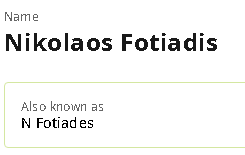 Name
Nikolaos Fotiadis
Also known as
N Fotiades